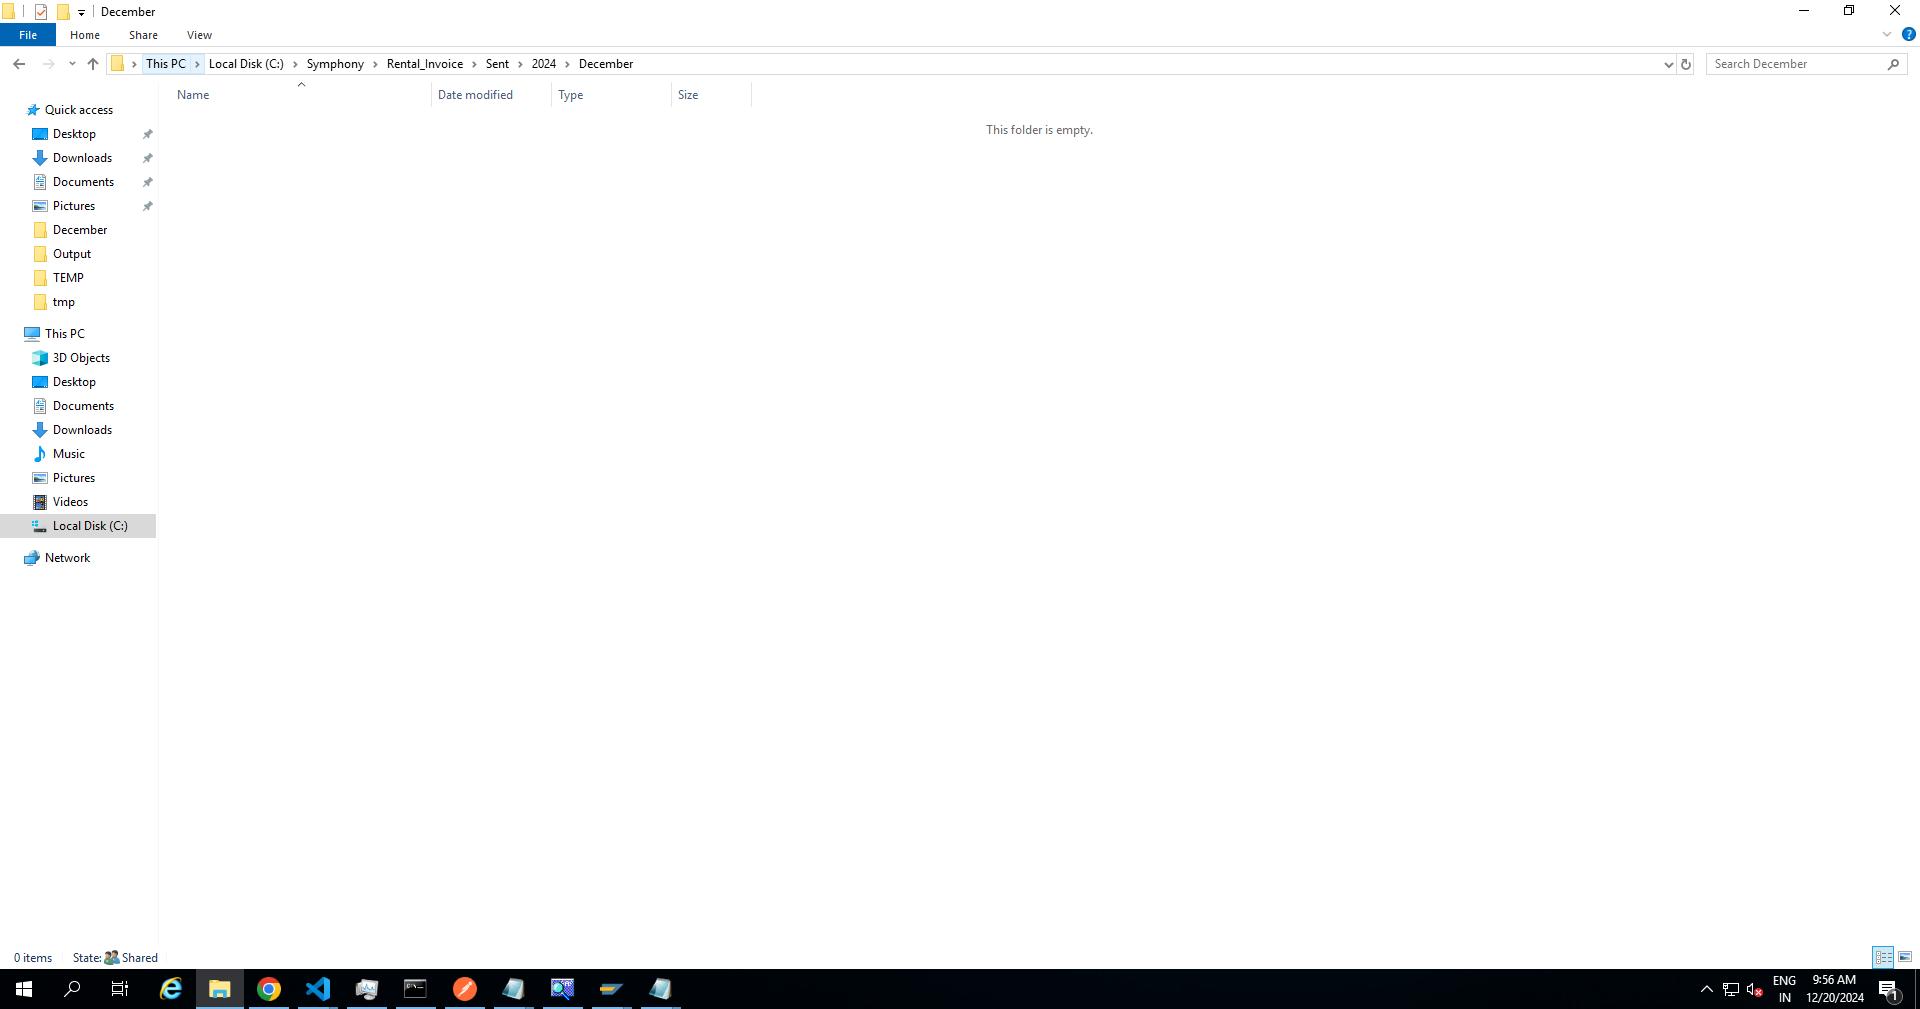 December
File Home Share View
This PC Local Disk (C:) Symphony Rental_Invoice Sent 2024 December
Search December
Name Date modified Type Size
This folder is empty.
Quick access
Desktop
Downloads
Documents
Pictures
December
Output
TEMP
tmp
This PC
3D Objects
Desktop
Documents
Downloads
Music
Pictures
Videos
Local Disk (C:)
Network
0 items State: Shared
ENG 9:56 AM
IN 12/20/2024 1